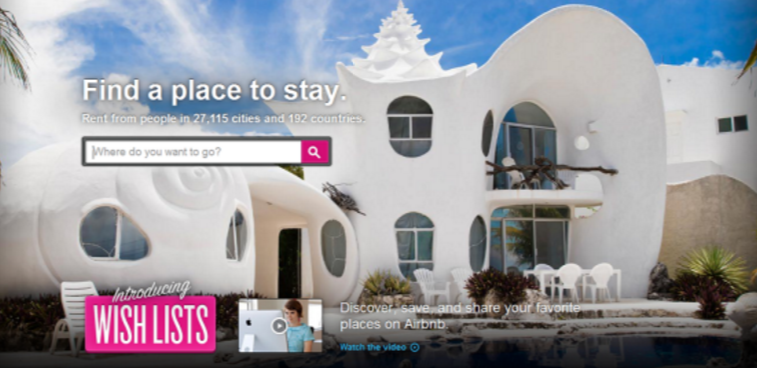 Find a place to stay.
Rent from people in 27,115 cities and 192 countries.
Where do you want to go?
Introducing
WISH LISTS
Discover, save, and share your favorite
places on Airbnb.
Watch the video